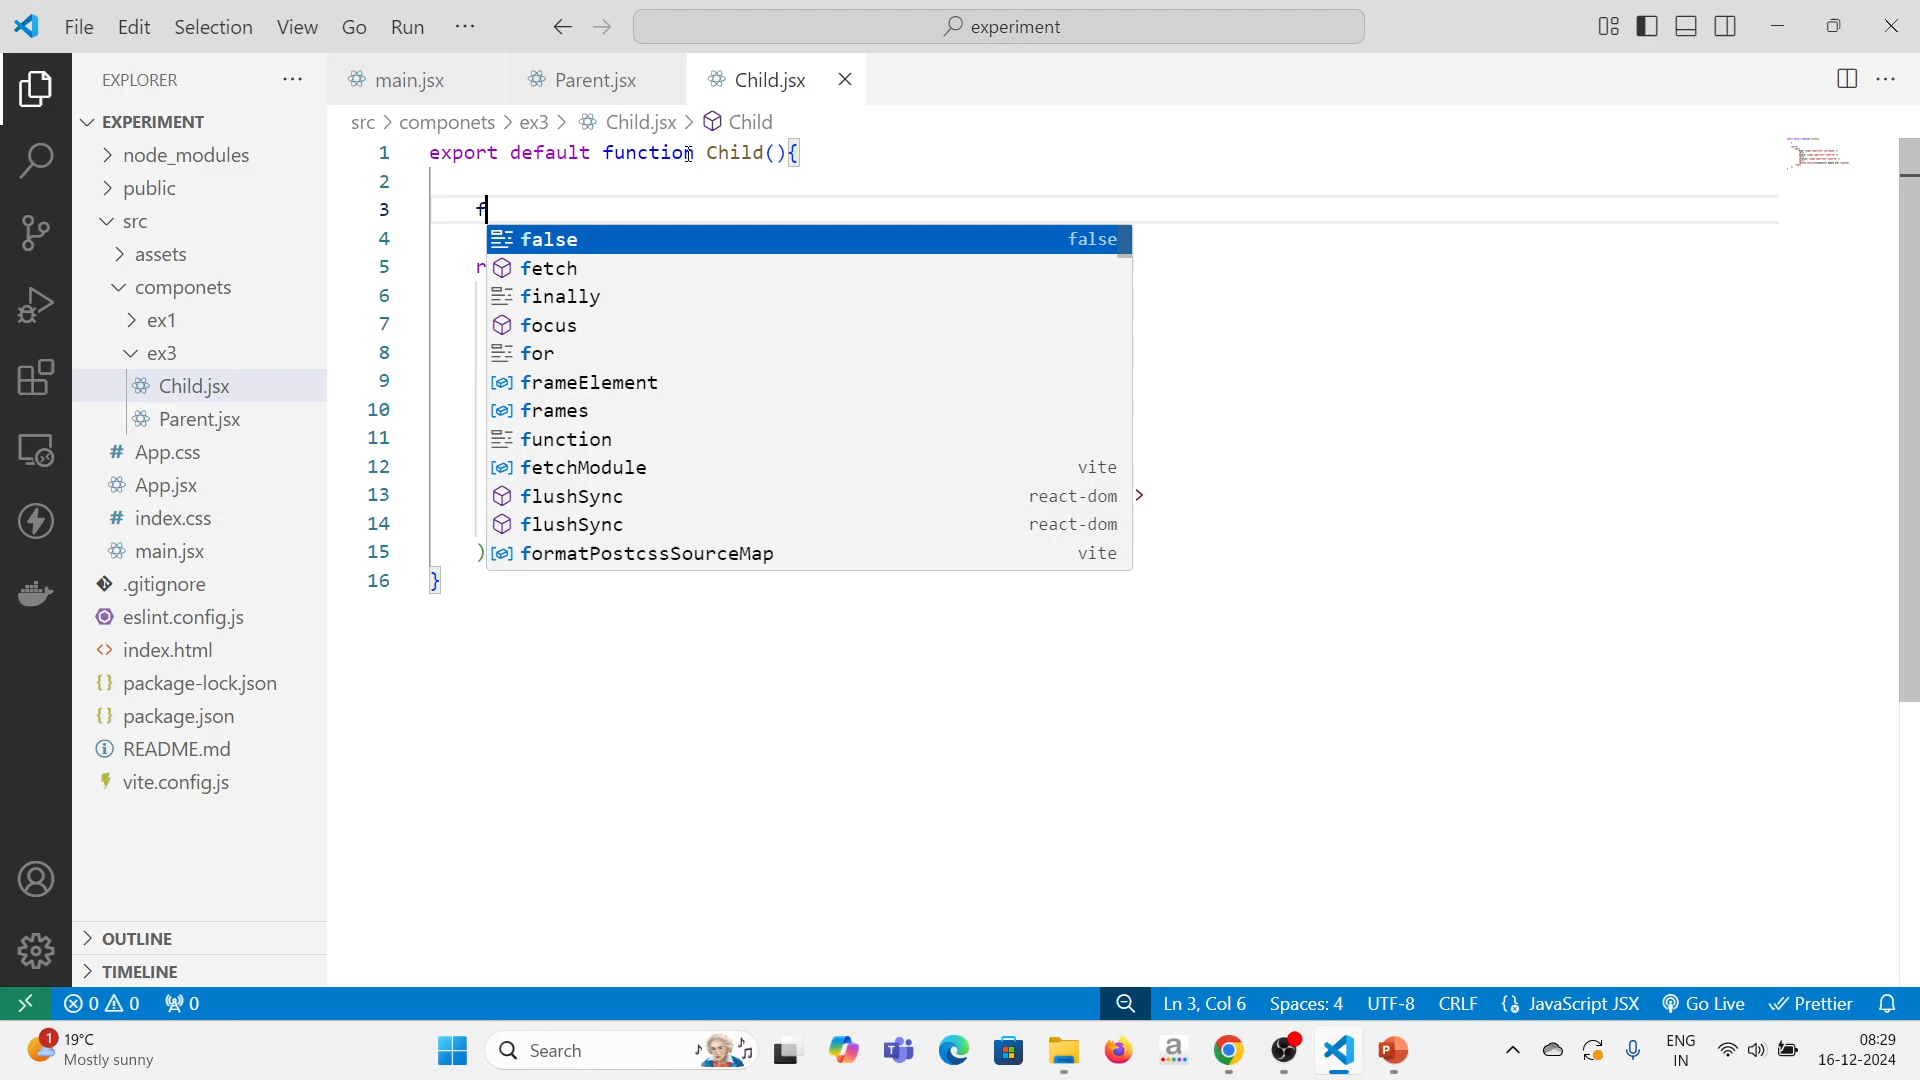 File Edit Selection View Go Run ··· experiment
EXPLORER ···
EXPERIMENT
node_modules
public
src
assets
componets
ex1
ex3
Child.jsx
Parent.jsx
App.css
App.jsx
index.css
main.jsx
.gitignore
eslint.config.js
index.html
package-lock.json
package.json
README.md
vite.config.js
OUTLINE
TIMELINE
main.jsx Parent.jsx Child.jsx
src > componets > ex3 > Child.jsx > Child
1 export default function Child(){
2
3 f
4 false false
5 r fetch
6 finally
7 focus
8 for
9 frameElement
10 frames
11 function
12 fetchModule vite
13 flushSync react-dom >
14 flushSync react-dom
15 ) formatPostcssSourceMap vite
16 }
0 0 0 Ln 3, Col 6 Spaces: 4 UTF-8 CRLF {} JavaScript JSX Go Live Prettier
1 19°C
Mostly sunny
Search
ENG
IN
08:29
16-12-2024